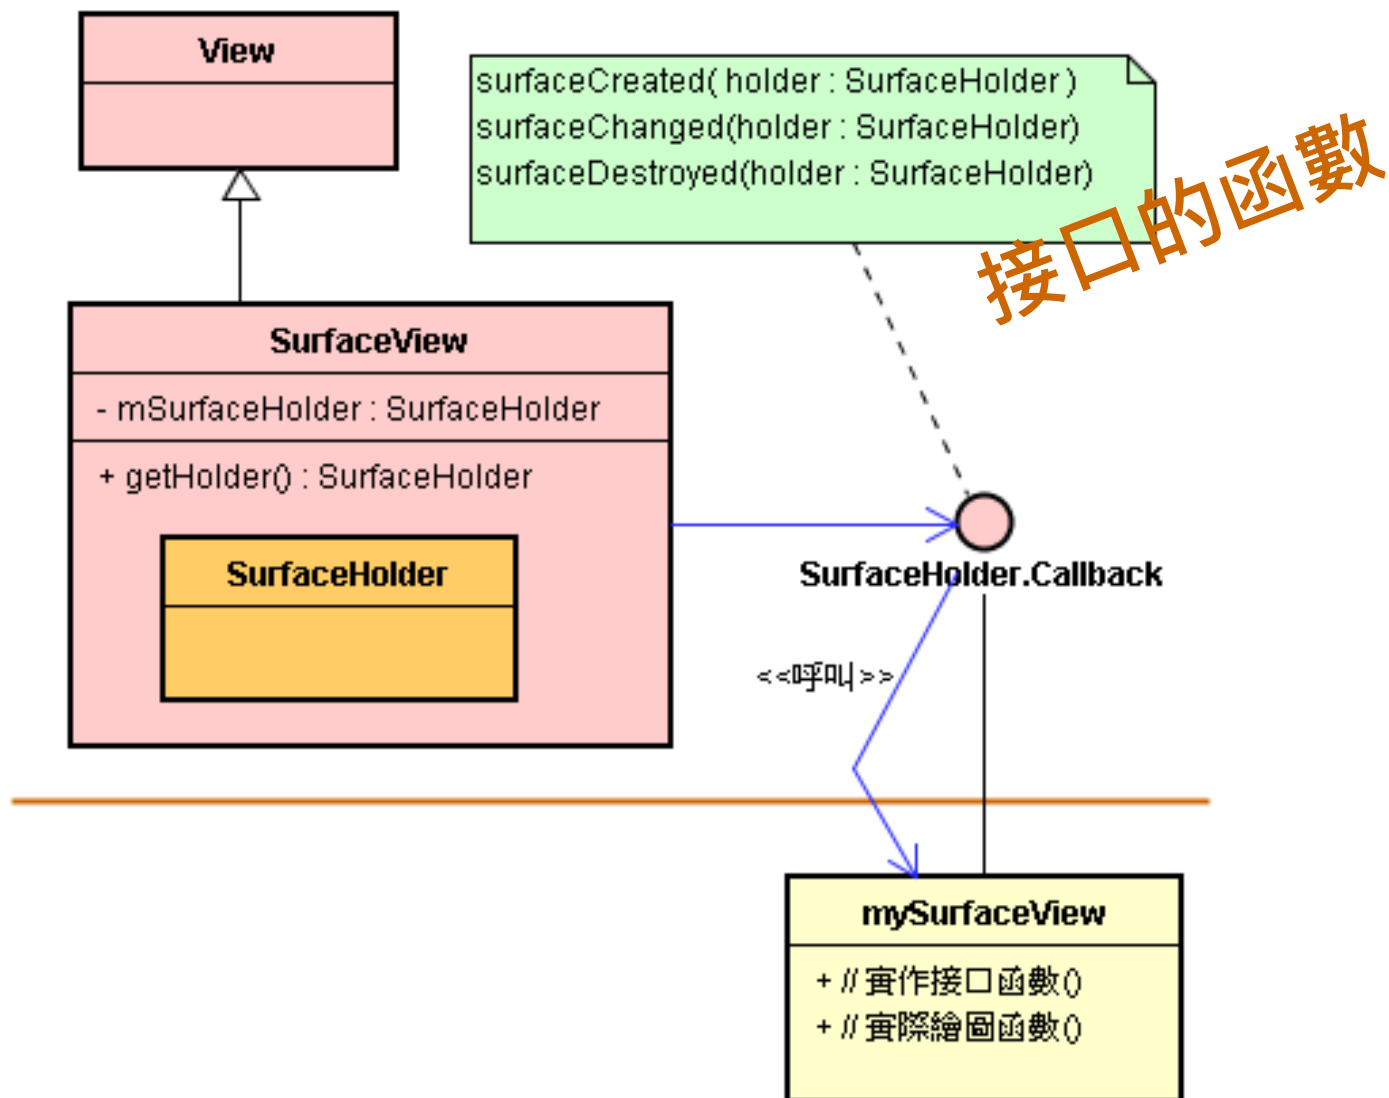 View
surfaceCreated( holder : SurfaceHolder )
surfaceChanged(holder : SurfaceHolder)
surfaceDestroyed(holder : SurfaceHolder)
接口的函數
SurfaceView
- mSurfaceHolder : SurfaceHolder
+ getHolder() : SurfaceHolder
SurfaceHolder
SurfaceHolder.Callback
<<呼叫>>
mySurfaceView
+ // 實作接口函數()
+ // 實際繪圖函數()